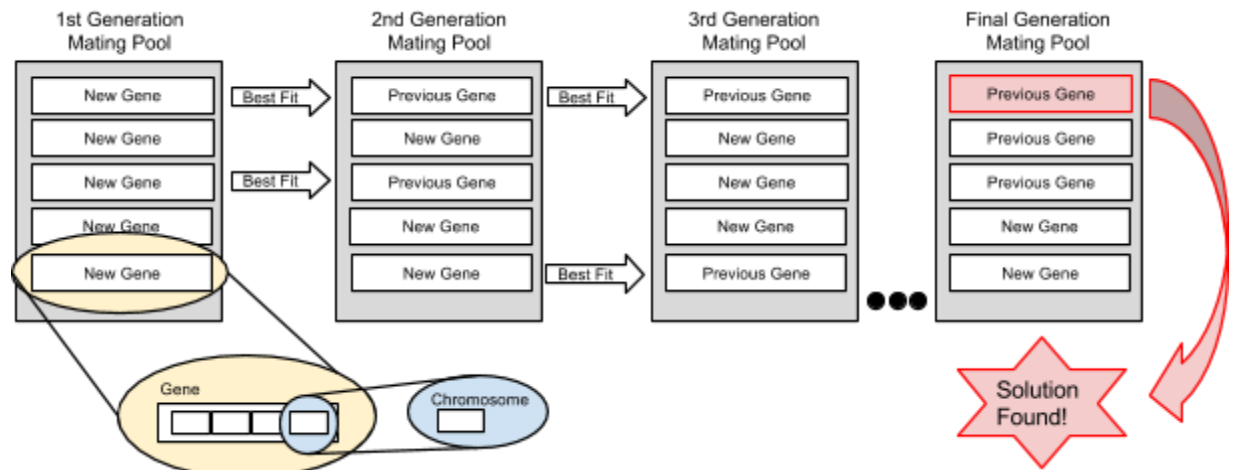 1st Generation
Mating Pool
2nd Generation
Mating Pool
3rd Generation
Mating Pool
Final Generation
Mating Pool
New Gene
New Gene
New Gene
New Gene
New Gene
Best Fit
Best Fit
Previous Gene
New Gene
Previous Gene
New Gene
New Gene
Best Fit
Best Fit
Previous Gene
New Gene
New Gene
New Gene
Previous Gene
Previous Gene
Previous Gene
Previous Gene
New Gene
New Gene
Gene
Chromosome
Solution
Found!